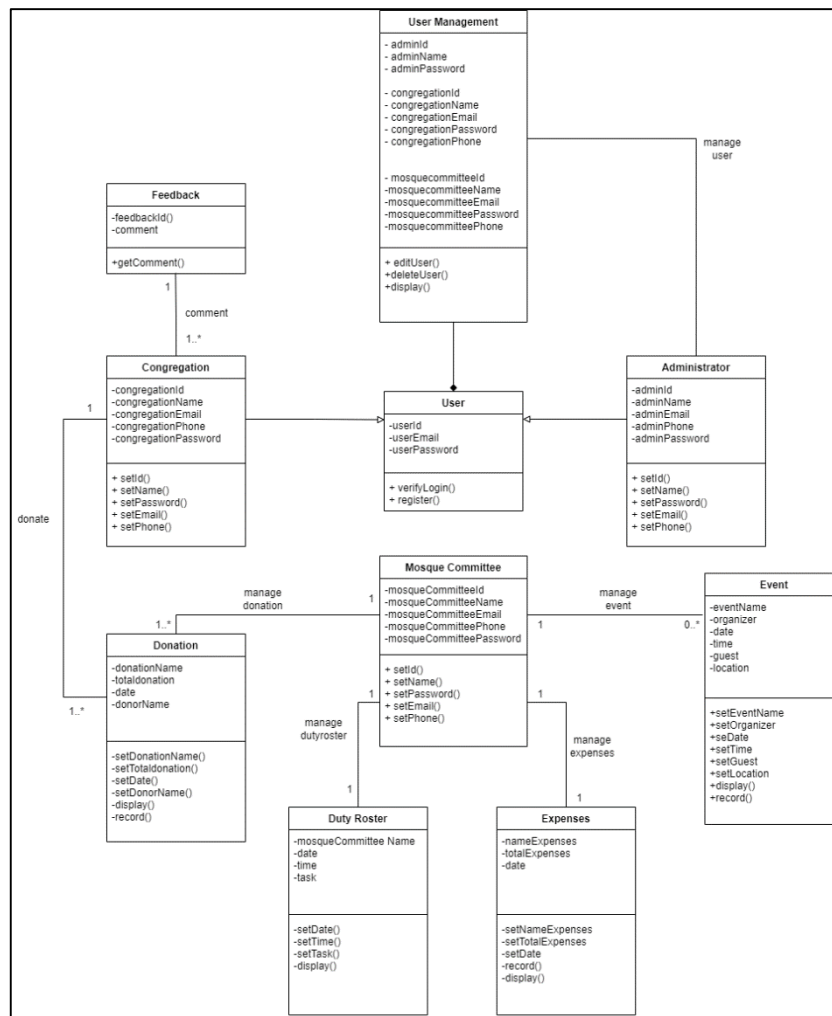 User Management
- adminId
- adminName
- adminPassword
- congregationId
- congregationName
- congregationEmail
- congregationPassword
- congregationPhone
- mosquecommitteeId
-mosquecommitteeName
-mosquecommitteeEmail
-mosquecommitteePassword
-mosquecommitteePhone
+ editUser()
+deleteUser()
+display()
manage
user
Feedback
-feedbackId()
-comment
+getComment()
1
comment
1..*
Congregation
-congregationId
-congregationName
-congregationEmail
-congregationPhone
-congregationPassword
+ setId()
+ setName()
+ setPassword()
+ setEmail()
+ setPhone()
User
-userId
-userEmail
-userPassword
+ verifyLogin()
+ register()
Administrator
-adminId
-adminName
-adminEmail
-adminPhone
-adminPassword
+ setId()
+ setName()
+ setPassword()
+ setEmail()
+ setPhone()
1
donate
1..*
manage
donation
1..*
1
Mosque Committee
-mosqueCommitteeId
-mosqueCommitteeName
-mosqueCommitteeEmail
-mosqueCommitteePhone
-mosqueCommitteePassword
+ setId()
+ setName()
+ setPassword()
+ setEmail()
+ setPhone()
manage
event
1
0..*
Event
-eventName
-organizer
-date
-time
-guest
-location
+setEventName
+setOrganizer
+seDate
+setTime
+setGuest
+setLocation
+display()
+record()
Donation
-donationName
-totaldonation
-date
-donorName
-setDonationName()
-setTotaldonation()
-setDate()
-setDonorName()
-display()
-record()
1
manage
dutyroster
1
1
manage
expenses
1
Duty Roster
-mosqueCommittee Name
-date
-time
-task
-setDate()
-setTime()
-setTask()
-display()
Expenses
-nameExpenses
-totalExpenses
-date
-setNameExpenses
-setTotalExpenses
-setDate
-record()
-display()